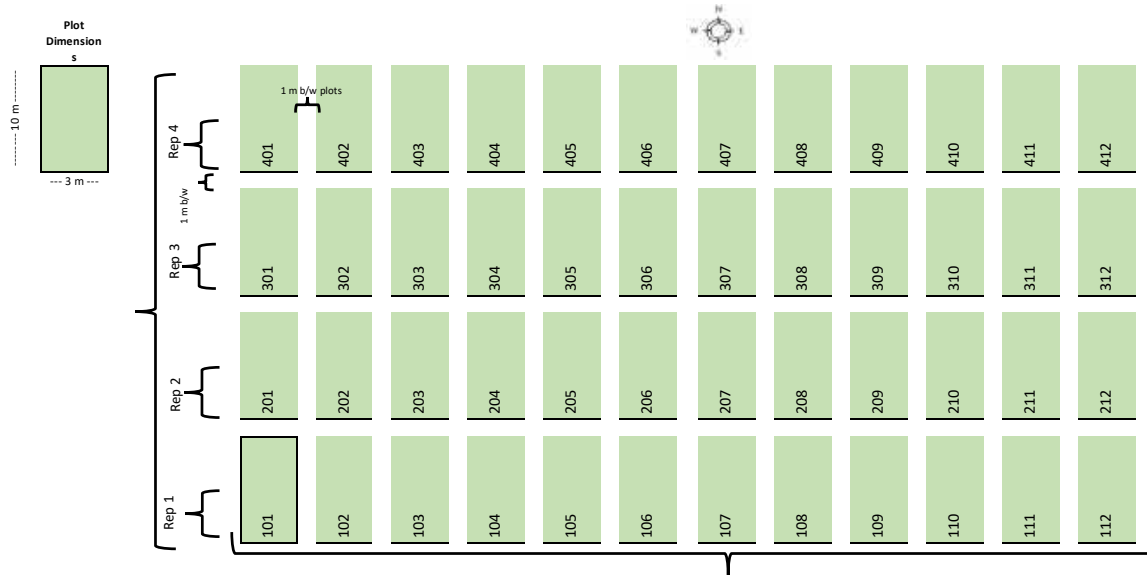 Plot
Dimension
s
-------- 10 m --------
--- 3 m ---
N
W E
S
1 m b/w plots
Rep 4
401 402 403 404 405 406 407 408 409 410 411 412
1 m b/w
Rep 3
301 302 303 304 305 306 307 308 309 310 311 312
Rep 2
201 202 203 204 205 206 207 208 209 210 211 212
Rep 1
101 102 103 104 105 106 107 108 109 110 111 112